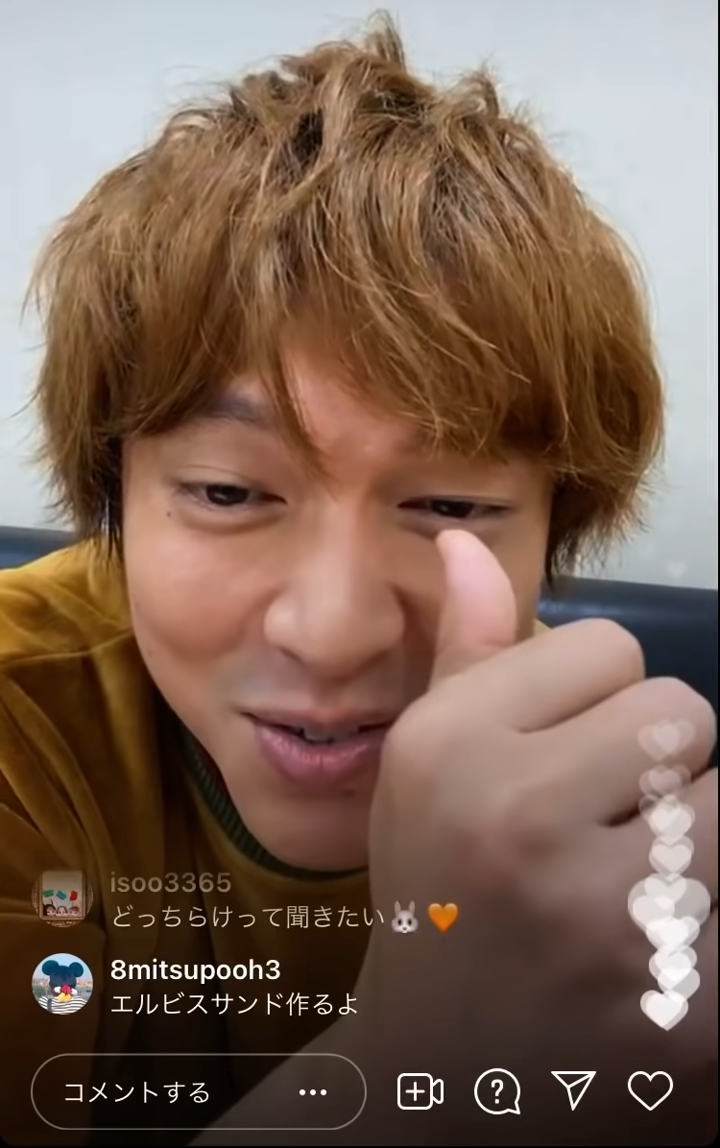 isoo3365
どっちらけって聞きたい🐰🧡
8mitsupooh3
エルビスサンド作るよ
コメントする